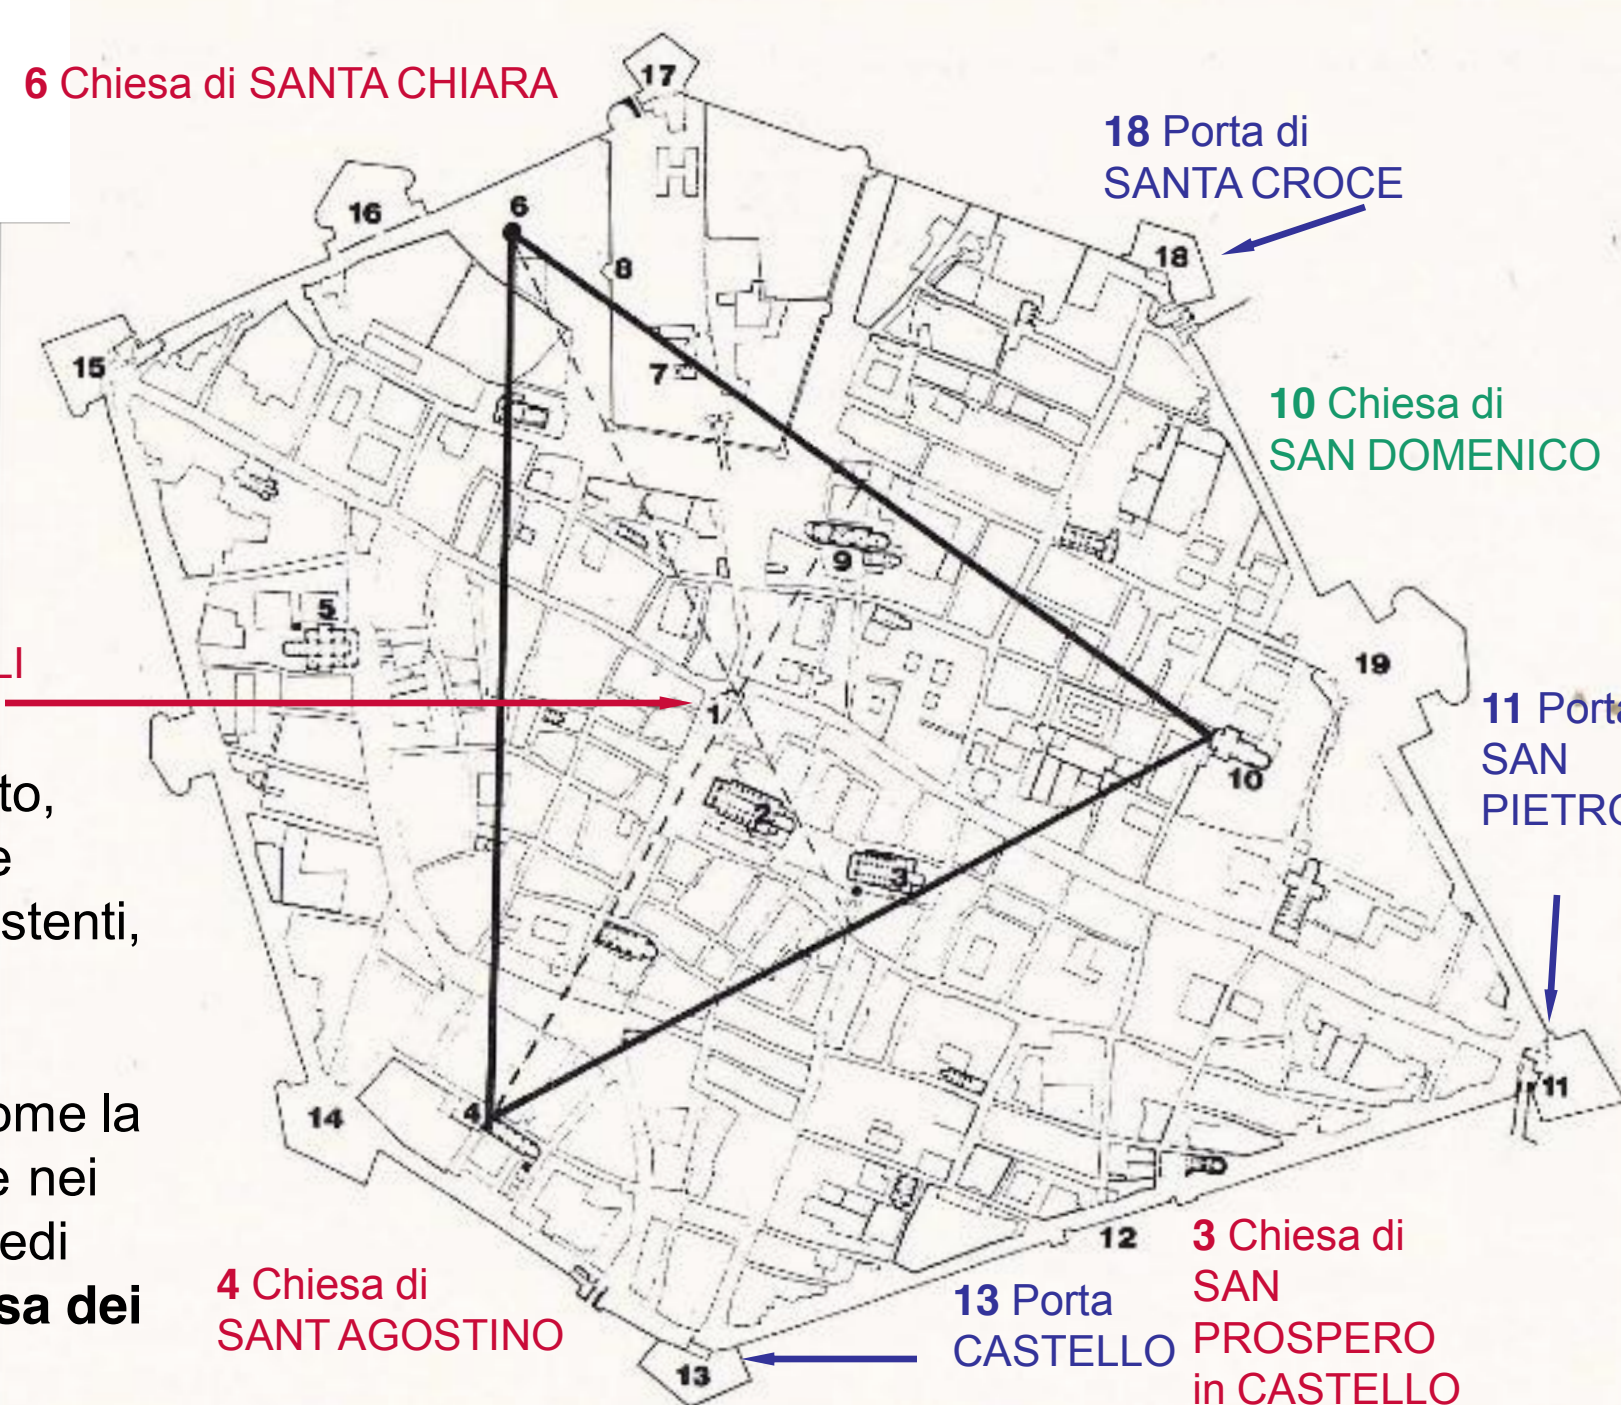 6 Chiesa di SANTA CHIARA
17
18 Porta di
SANTA CROCE
16
6
18
8
15
7
10 Chiesa di
SAN DOMENICO
9
5
LI
19
1
11 Porta
SAN
PIETRO
10
to,
2
e
3
stenti,
11
ome la
14
4
e nei
edi
sa dei
12
3 Chiesa di
SAN
PROSPERO
in CASTELLO
4 Chiesa di
SANT AGOSTINO
13 Porta
CASTELLO
13